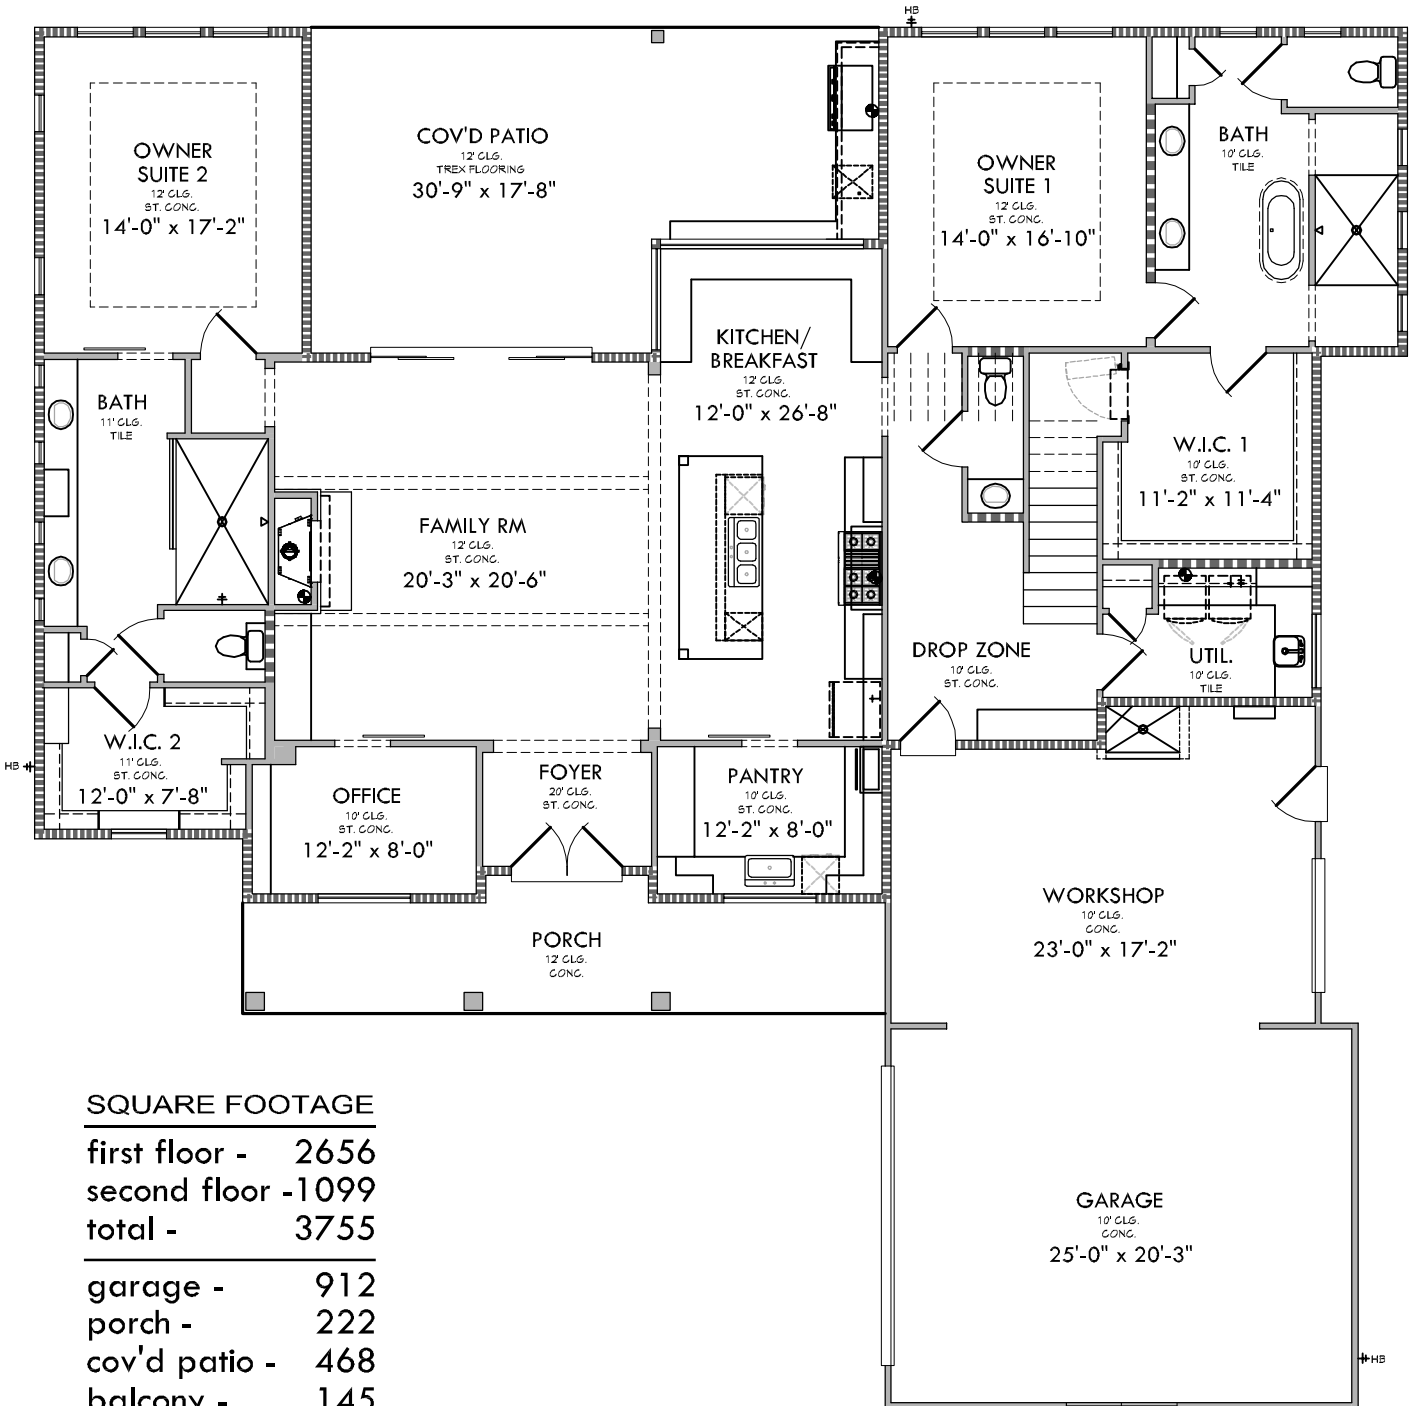 HB
OWNER
SUITE 2
12' CLG.
ST. CONC.
14'-0" x 17'-2"
COV'D PATIO
12' CLG.
TREX FLOORING
30'-9" x 17'-8"
OWNER
SUITE 1
12' CLG.
ST. CONC.
14'-0" x 16'-10"
BATH
10' CLG.
TILE
KITCHEN/
BREAKFAST
12' CLG.
ST. CONC.
12'-0" x 26'-8"
BATH
11' CLG.
TILE
W.I.C. 1
10' CLG.
ST. CONC.
11'-2" x 11'-4"
FAMILY RM
12' CLG.
ST. CONC.
20'-3" x 20'-6"
DROP ZONE
10' CLG.
ST. CONC.
UTIL.
10' CLG.
TILE
W.I.C. 2
11' CLG.
ST. CONC.
12'-0" x 7'-8"
HB
OFFICE
10' CLG.
ST. CONC.
12'-2" x 8'-0"
FOYER
20' CLG.
ST. CONC.
PANTRY
10' CLG.
ST. CONC.
12'-2" x 8'-0"
WORKSHOP
10' CLG.
CONC.
23'-0" x 17'-2"
PORCH
12' CLG.
CONC.
GARAGE
10' CLG.
CONC.
25'-0" x 20'-3"
HB
SQUARE FOOTAGE
first floor - 2656
second floor -1099
total - 3755
garage - 912
porch - 222
cov'd patio - 468
balcony - 145